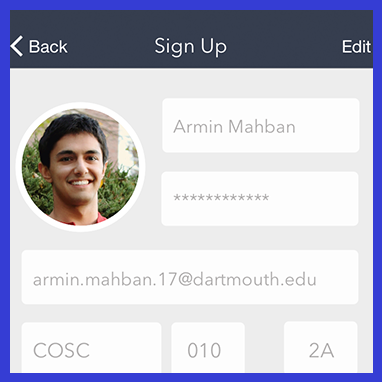 Back Sign Up Edit
Armin Mahban
************
armin.mahban.17@dartmouth.edu
COSC 010 2A